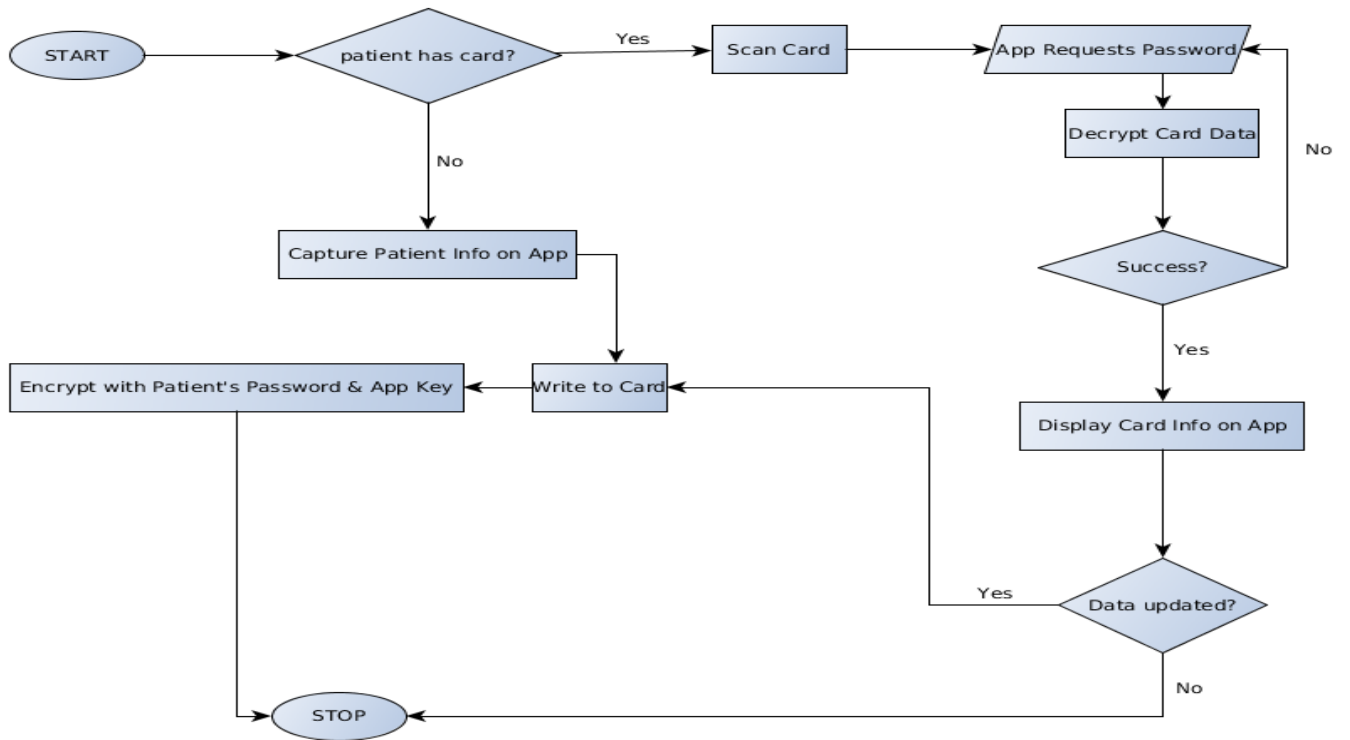 START
patient has card?
Yes
Scan Card
App Requests Password
Decrypt Card Data
No
No
Capture Patient Info on App
Success?
Yes
Encrypt with Patient's Password & App Key
Write to Card
Display Card Info on App
Yes
Data updated?
No
STOP